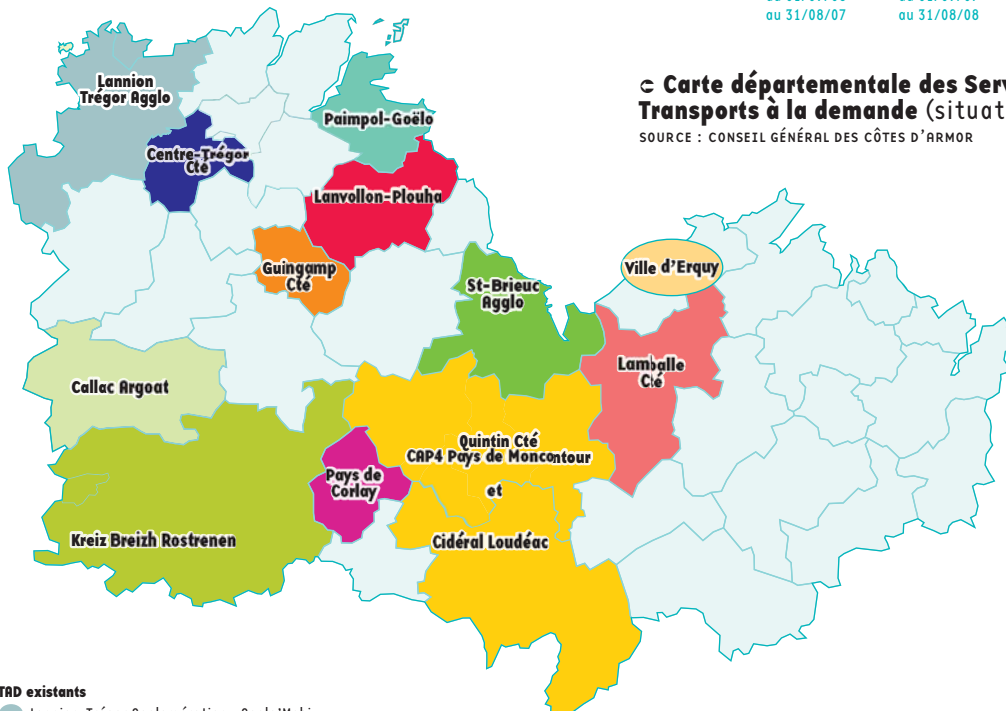 au 31/08/07 au 31/08/08
Carte départementale des Ser
Transports à la demande (situat
SOURCE : CONSEIL GÉNÉRAL DES CÔTES D'ARMOR
Lannion
Trégor Agglo
Paimpol-Goëlo
Centre-Trégor
Cté
Lanvollon-Plouha
Guingamp
Cté
Ville d'Erquy
St-Brieuc
Agglo
Lamballe
Cté
Callac Argoat
Quintin Cté
CAP4 Pays de Moncontour
et
Pays de
Corlay
Kreiz Breizh Rostrenen
Cidéral Loudéac
TAD existants